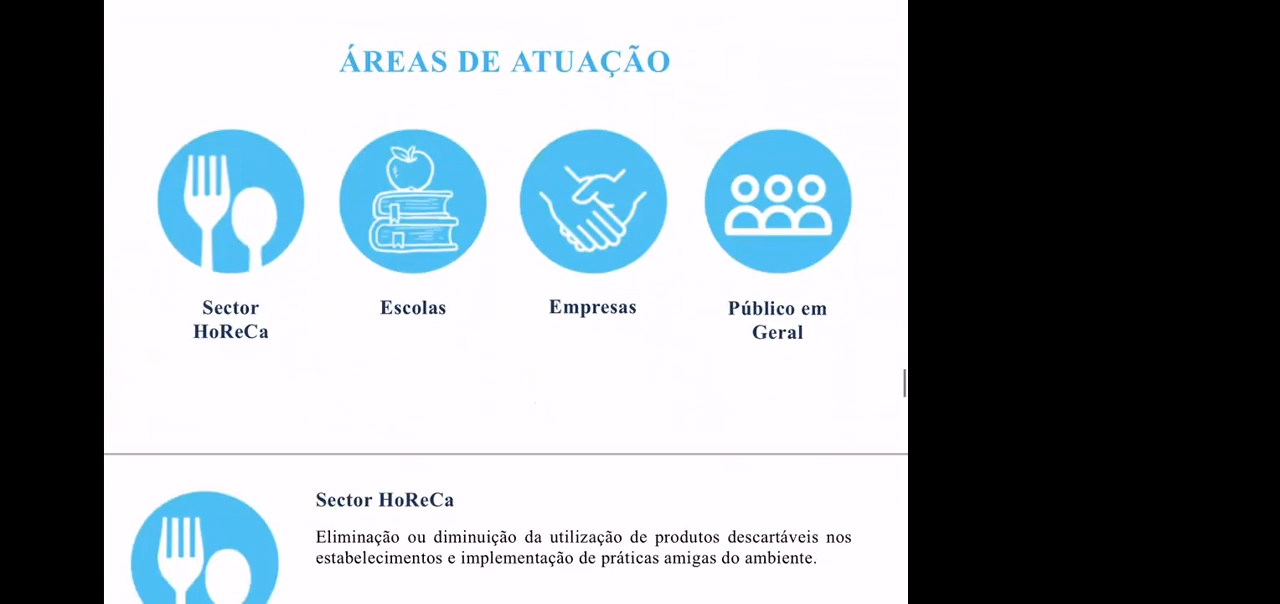 ÁREAS DE ATUAÇÃO
Sector
HoReCa
Escolas
Empresas
Público em
Geral
Sector HoReCa
Eliminação ou diminuição da utilização de produtos descartáveis nos
estabelecimentos e implementação de práticas amigas do ambiente.